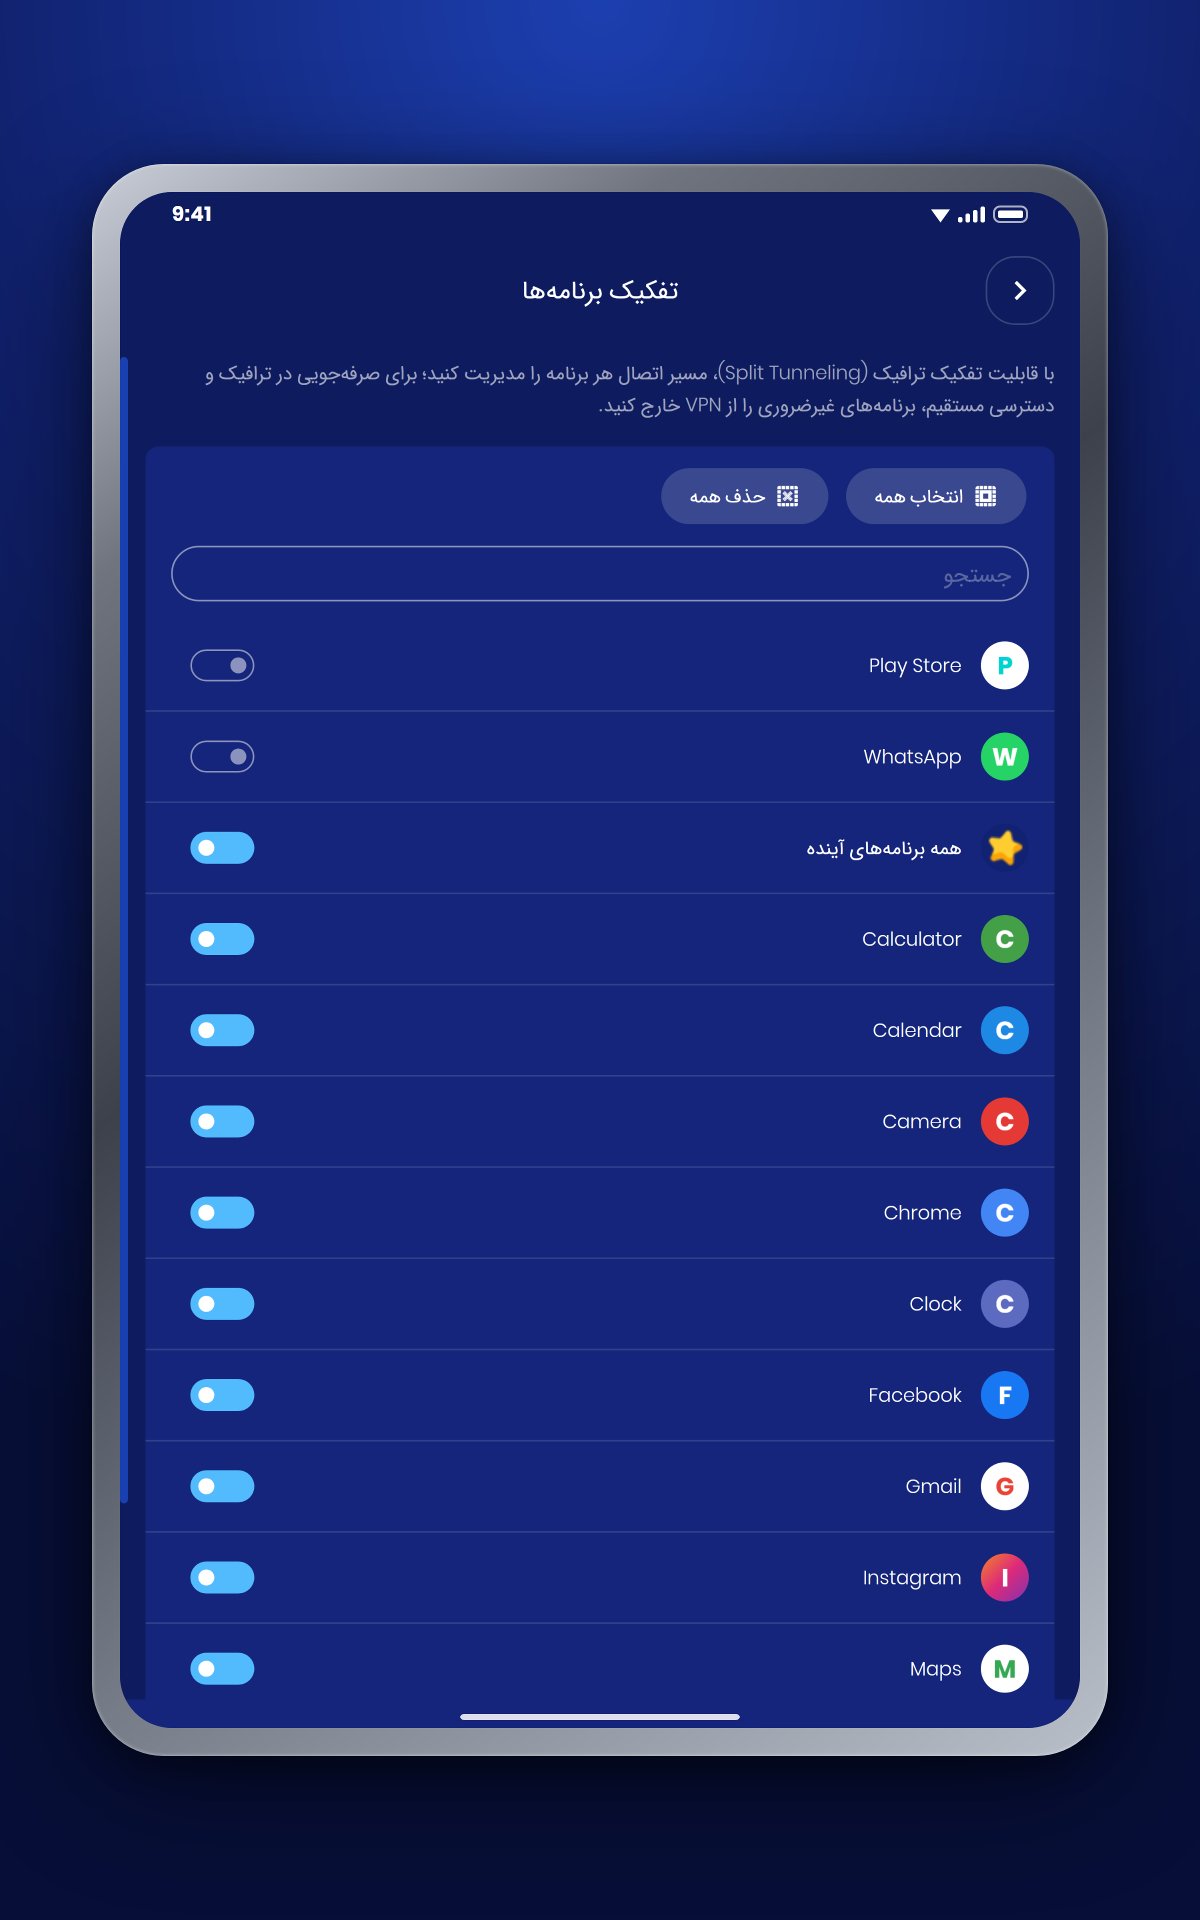 9:41
تفکیک برنامه‌ها
با قابلیت تفکیک ترافیک (Split Tunneling)، مسیر اتصال هر برنامه را مدیریت کنید؛ برای صرفه‌جویی در ترافیک و
دسترسی مستقیم، برنامه‌های غیرضروری را از VPN خارج کنید.
انتخاب همه
حذف همه
جستجو
P Play Store
W WhatsApp
همه برنامه‌های آینده
C Calculator
C Calendar
C Camera
C Chrome
C Clock
F Facebook
G Gmail
I Instagram
M Maps